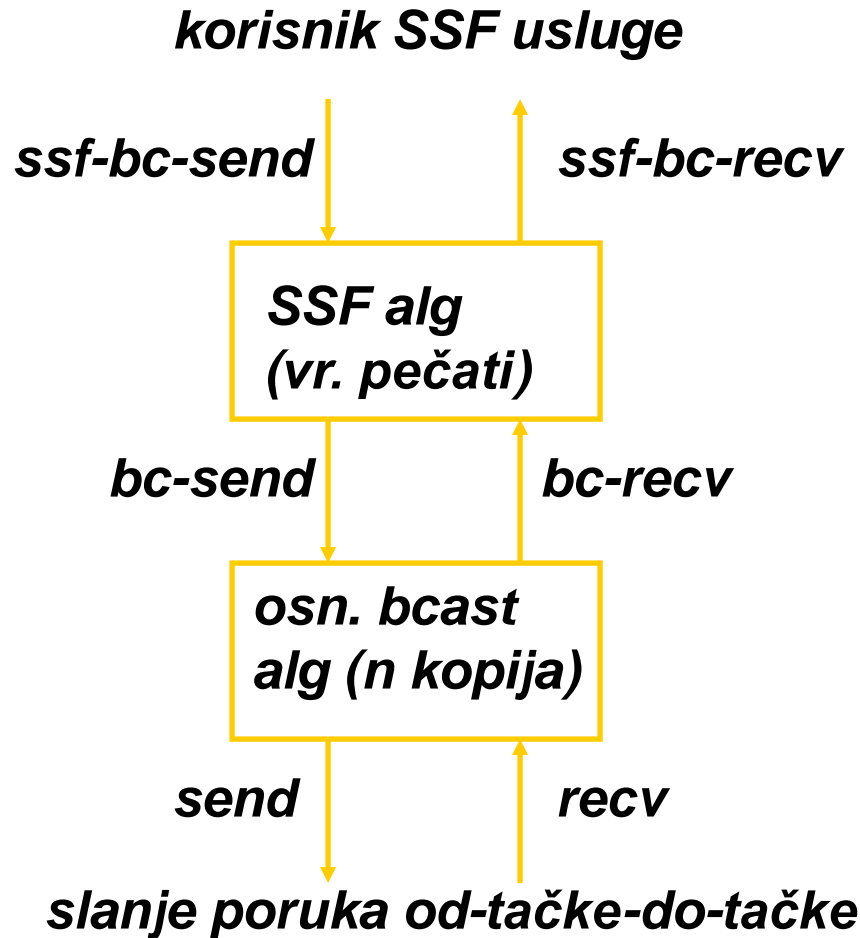 korisnik SSF usluge
ssf-bc-send
ssf-bc-recv
SSF alg
(vr. pečati)
bc-send
bc-recv
osn. bcast
alg (n kopija)
send
recv
slanje poruka od-tačke-do-tačke